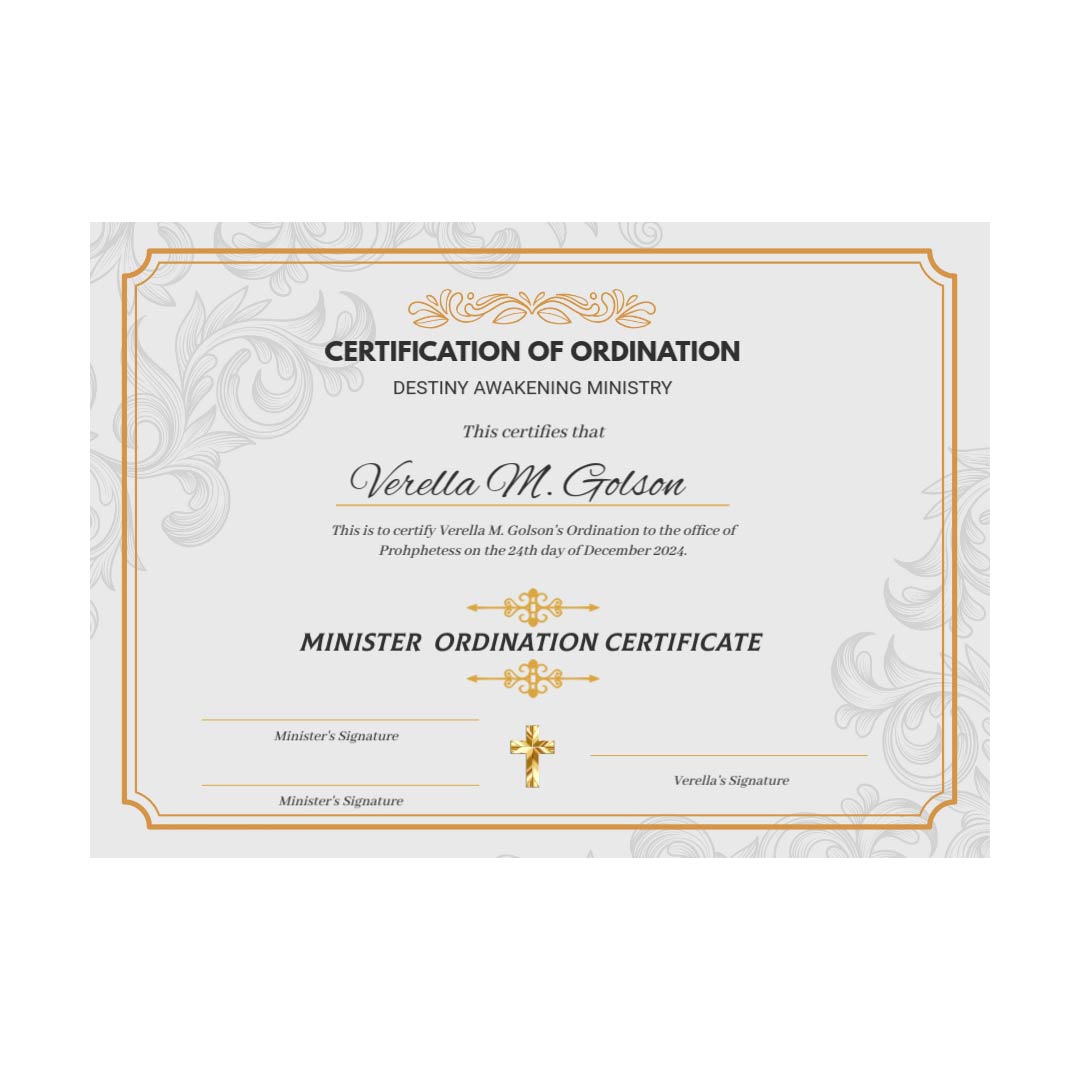 CERTIFICATION OF ORDINATION
DESTINY AWAKENING MINISTRY
This certifies that
Verella M. Golson
This is to certify Verella M. Golson's Ordination to the office of
Prohphetess on the 24th day of December 2024.
MINISTER ORDINATION CERTIFICATE
Minister's Signature
Minister's Signature
Verella's Signature